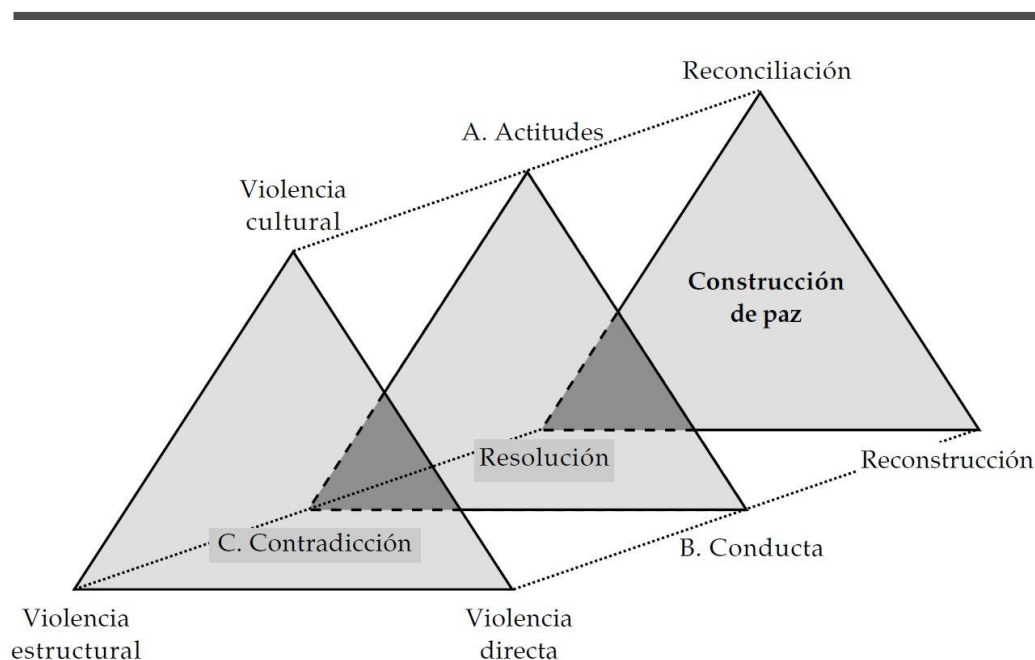 Reconciliación
A. Actitudes
Violencia
cultural
Construcción
de paz
Resolución
Reconstrucción
C. Contradicción
B. Conducta
Violencia
estructural
Violencia
directa